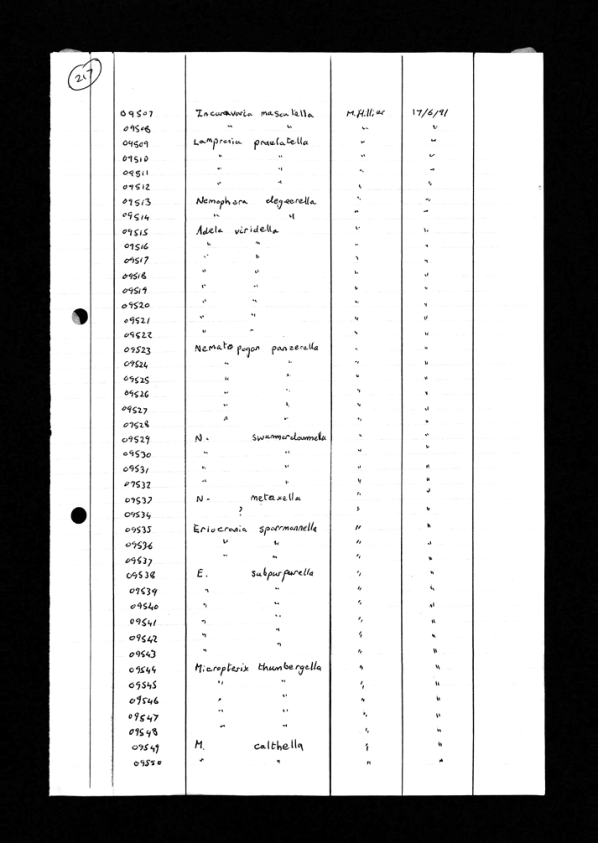 217
09507 Incurvaria masculella M. Hillier 17/6/91
09508 " " " "
09509 Lampronia praelatella " "
09510 " " " "
09511 " " " "
09512 " " " "
09513 Nemophora degeerella " "
09514 " " " "
09515 Adela viridella " "
09516 " " " "
09517 " " " "
09518 " " " "
09519 " " " "
09520 " " " "
09521 " " " "
09522 " " " "
09523 Nematopogon panzerella " "
09524 " " " "
09525 " " " "
09526 " " " "
09527 " " " "
09528 " " " "
09529 N. swammerdammella " "
09530 " " " "
09531 " " " "
09532 " " " "
09533 N. metaxella " "
09534 ? " "
09535 Eriocrania sparrmannella " "
09536 " " " "
09537 " " " "
09538 E. subpurpurella " "
09539 " " " "
09540 " " " "
09541 " " " "
09542 " " " "
09543 " " " "
09544 Micropterix thumbergella " "
09545 " " " "
09546 " " " "
09547 " " " "
09548 " " " "
09549 M. calthella " "
09550 " " " "